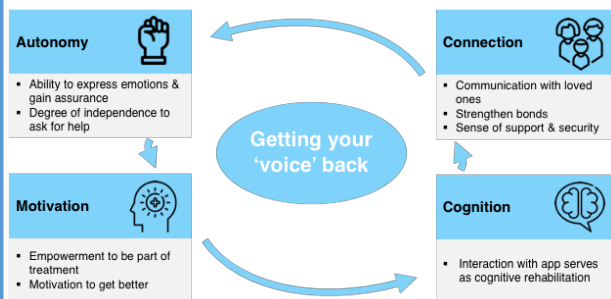 Autonomy
▪ Ability to express emotions &
gain assurance
▪ Degree of independence to
ask for help
Connection
▪ Communication with loved
ones
▪ Strengthen bonds
▪ Sense of support & security
Getting your
‘voice’ back
Motivation
▪ Empowerment to be part of
treatment
▪ Motivation to get better
Cognition
▪ Interaction with app serves
as cognitive rehabilitation